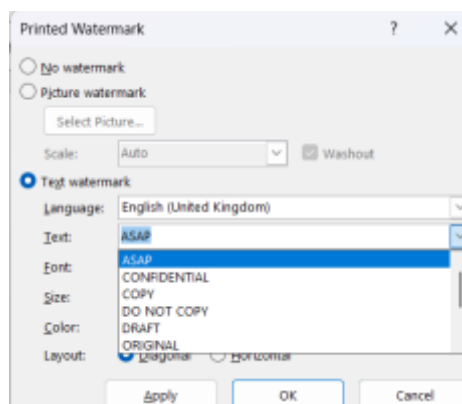 Printed Watermark ? X
No watermark
Picture watermark
Select Picture...
Scale: Auto Washout
Text watermark
Language: English (United Kingdom)
Text: ASAP
ASAP
Font: CONFIDENTIAL
COPY
Size: DO NOT COPY
Color: DRAFT
ORIGINAL
Layout: Diagonal Horizontal
Apply OK Cancel